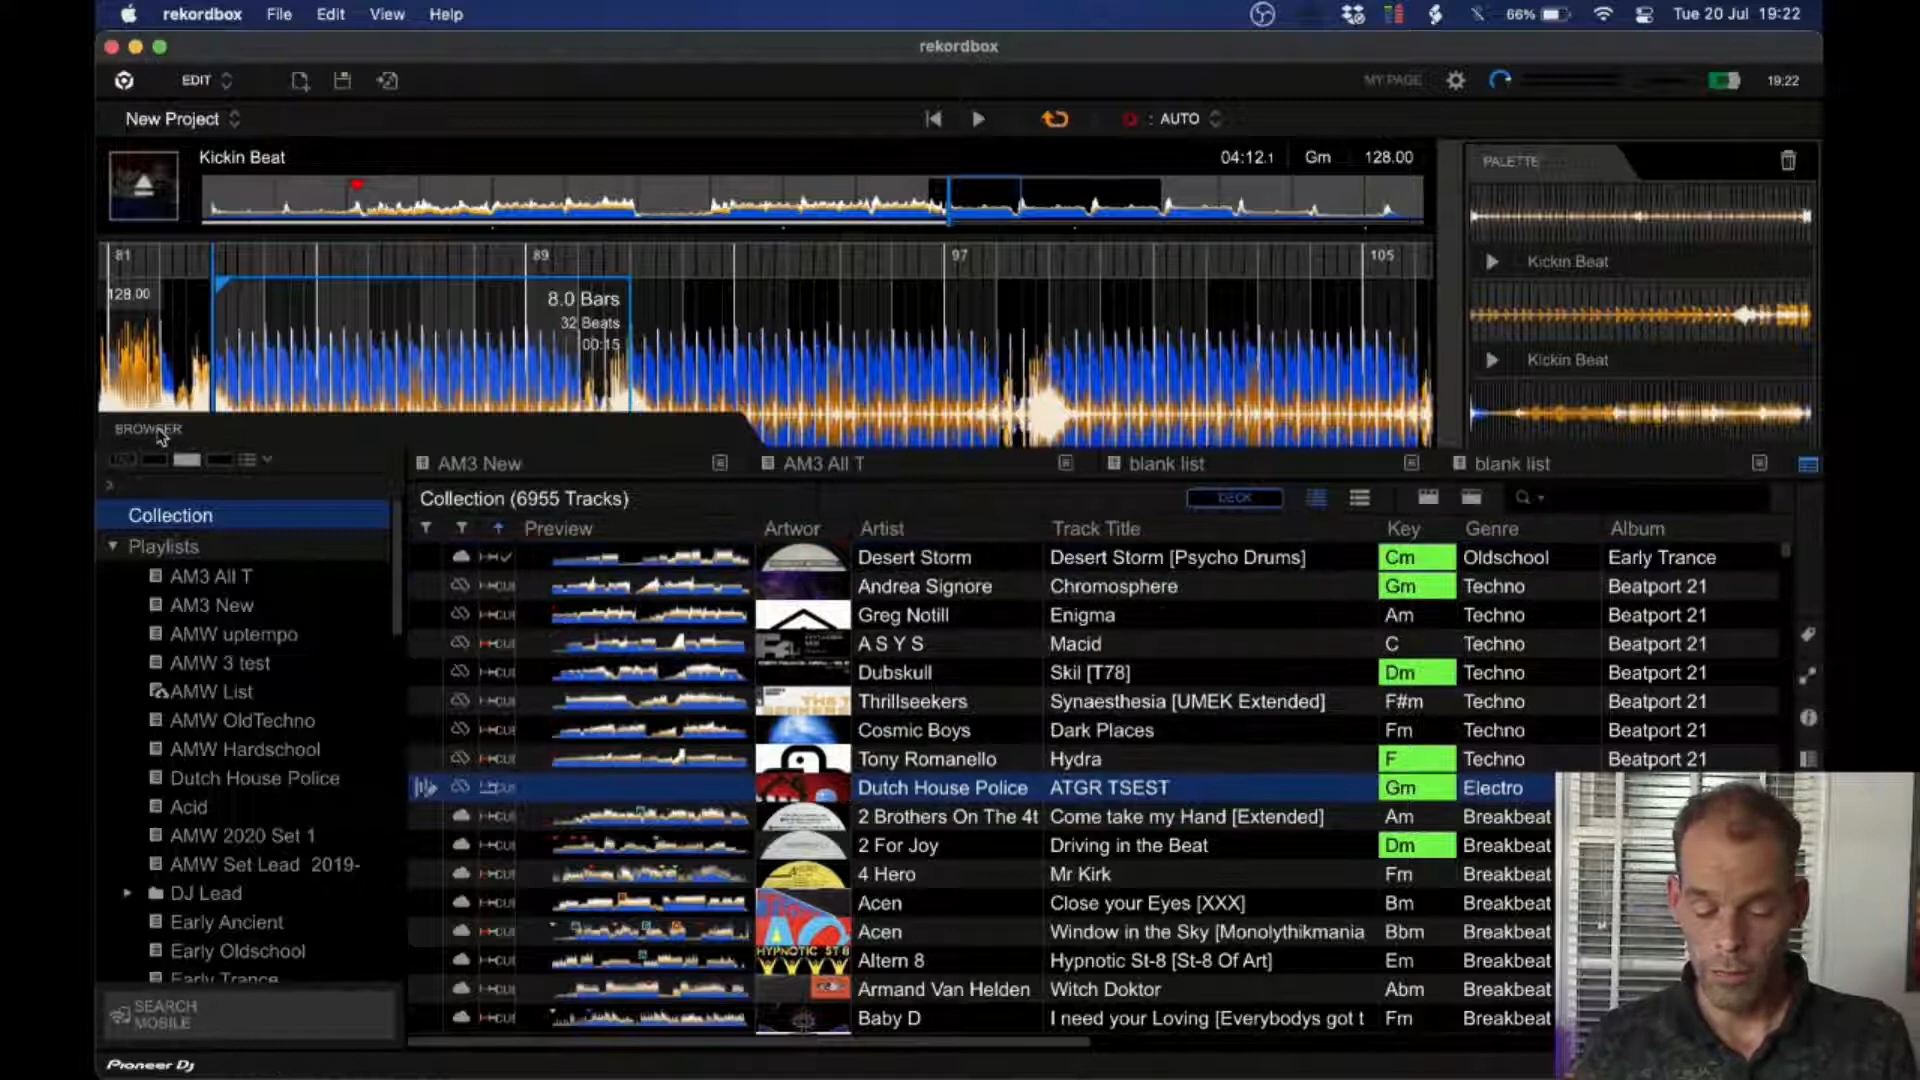 rekordbox File Edit View Help 66% Tue 20 Jul 19:22
rekordbox
EDIT MY PAGE 19:22
New Project : AUTO
Kickin Beat 04:12.1 Gm 128.00
PALETTE
81 89 97 105
128.00
8.0 Bars
32 Beats
00:15
Kickin Beat
Kickin Beat
BROWSER
AM3 New AM3 All T blank list blank list
Collection (6955 Tracks) DECK
Preview Artwor Artist Track Title Key Genre Album
Collection
Playlists
AM3 All T
AM3 New
AMW uptempo
AMW 3 test
AMW List
AMW OldTechno
AMW Hardschool
Dutch House Police
Acid
AMW 2020 Set 1
AMW Set Lead 2019-
DJ Lead
Early Ancient
Early Oldschool
Early Trance
SEARCH
MOBILE
Desert Storm Desert Storm [Psycho Drums] Cm Oldschool Early Trance
Andrea Signore Chromosphere Gm Techno Beatport 21
Greg Notill Enigma Am Techno Beatport 21
A S Y S Macid C Techno Beatport 21
Dubskull Skil [T78] Dm Techno Beatport 21
Thrillseekers Synaesthesia [UMEK Extended] F#m Techno Beatport 21
Cosmic Boys Dark Places Fm Techno Beatport 21
Tony Romanello Hydra F Techno Beatport 21
Dutch House Police ATGR TSEST Gm Electro
2 Brothers On The 4t Come take my Hand [Extended] Am Breakbeat
2 For Joy Driving in the Beat Dm Breakbeat
4 Hero Mr Kirk Fm Breakbeat
Acen Close your Eyes [XXX] Bm Breakbeat
Acen Window in the Sky [Monolythikmania Bbm Breakbeat
HYPNOTIC ST-8 Altern 8 Hypnotic St-8 [St-8 Of Art] Em Breakbeat
Armand Van Helden Witch Doktor Abm Breakbeat
Baby D I need your Loving [Everybodys got t Fm Breakbeat
Pioneer Dj